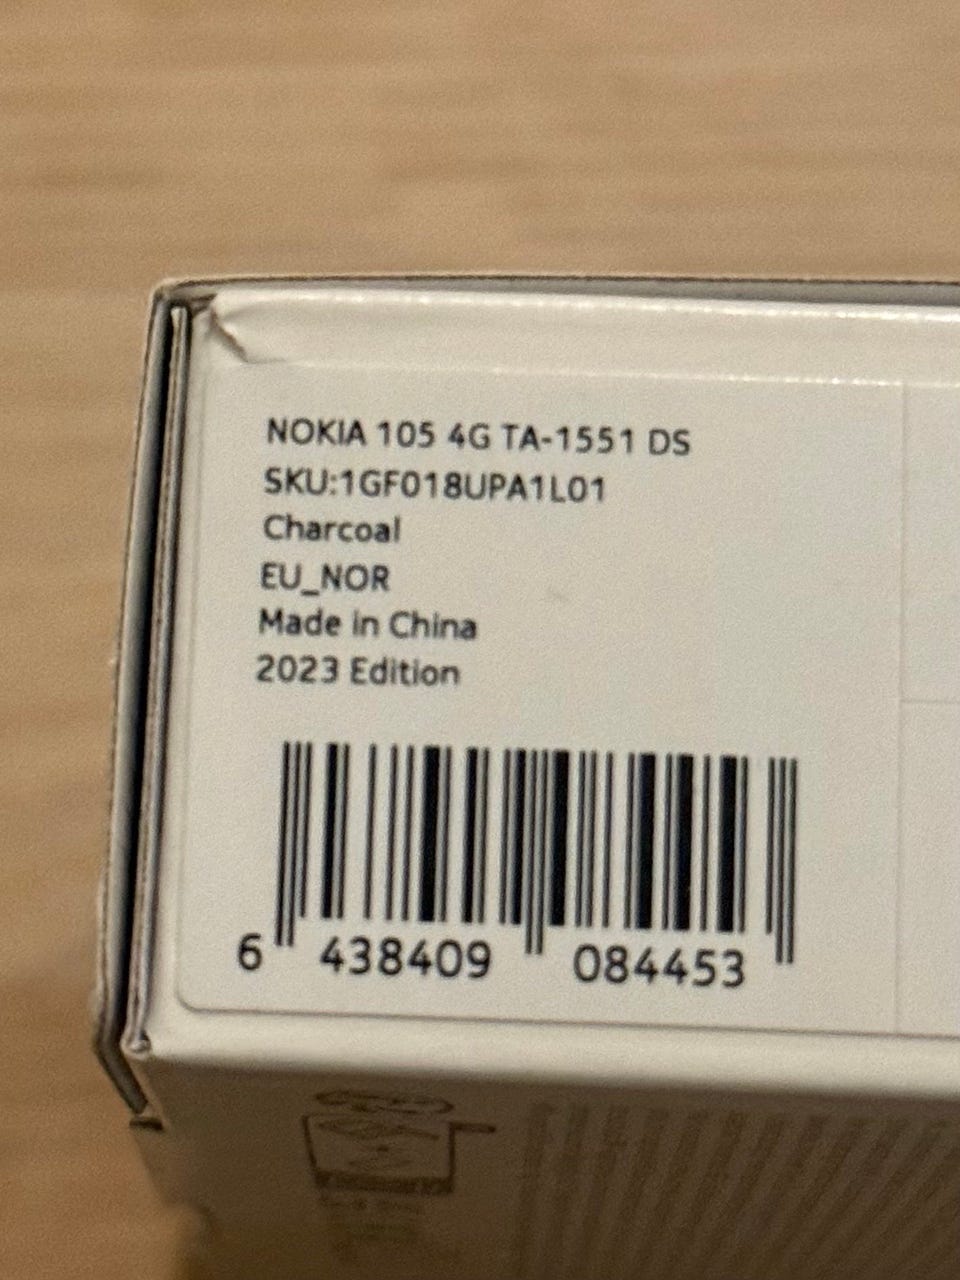 NOKIA 105 4G TA-1551 DS
SKU:1GF018UPA1L01
Charcoal
EU_NOR
Made in China
2023 Edition
6 438409 084453